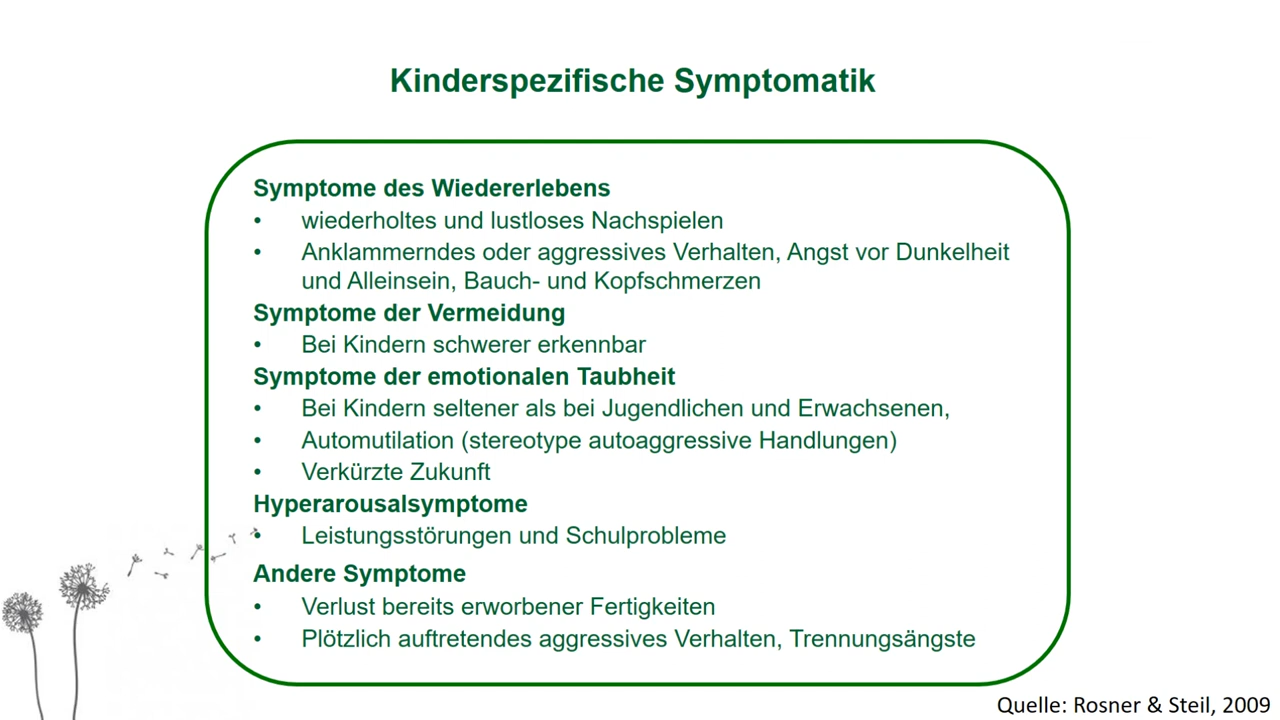 Kinderspezifische Symptomatik
Symptome des Wiedererlebens
• wiederholtes und lustloses Nachspielen
• Anklammerndes oder aggressives Verhalten, Angst vor Dunkelheit
und Alleinsein, Bauch- und Kopfschmerzen
Symptome der Vermeidung
• Bei Kindern schwerer erkennbar
Symptome der emotionalen Taubheit
• Bei Kindern seltener als bei Jugendlichen und Erwachsenen,
• Automutilation (stereotype autoaggressive Handlungen)
• Verkürzte Zukunft
Hyperarousalsymptome
• Leistungsstörungen und Schulprobleme
Andere Symptome
• Verlust bereits erworbener Fertigkeiten
• Plötzlich auftretendes aggressives Verhalten, Trennungsängste
Quelle: Rosner & Steil, 2009